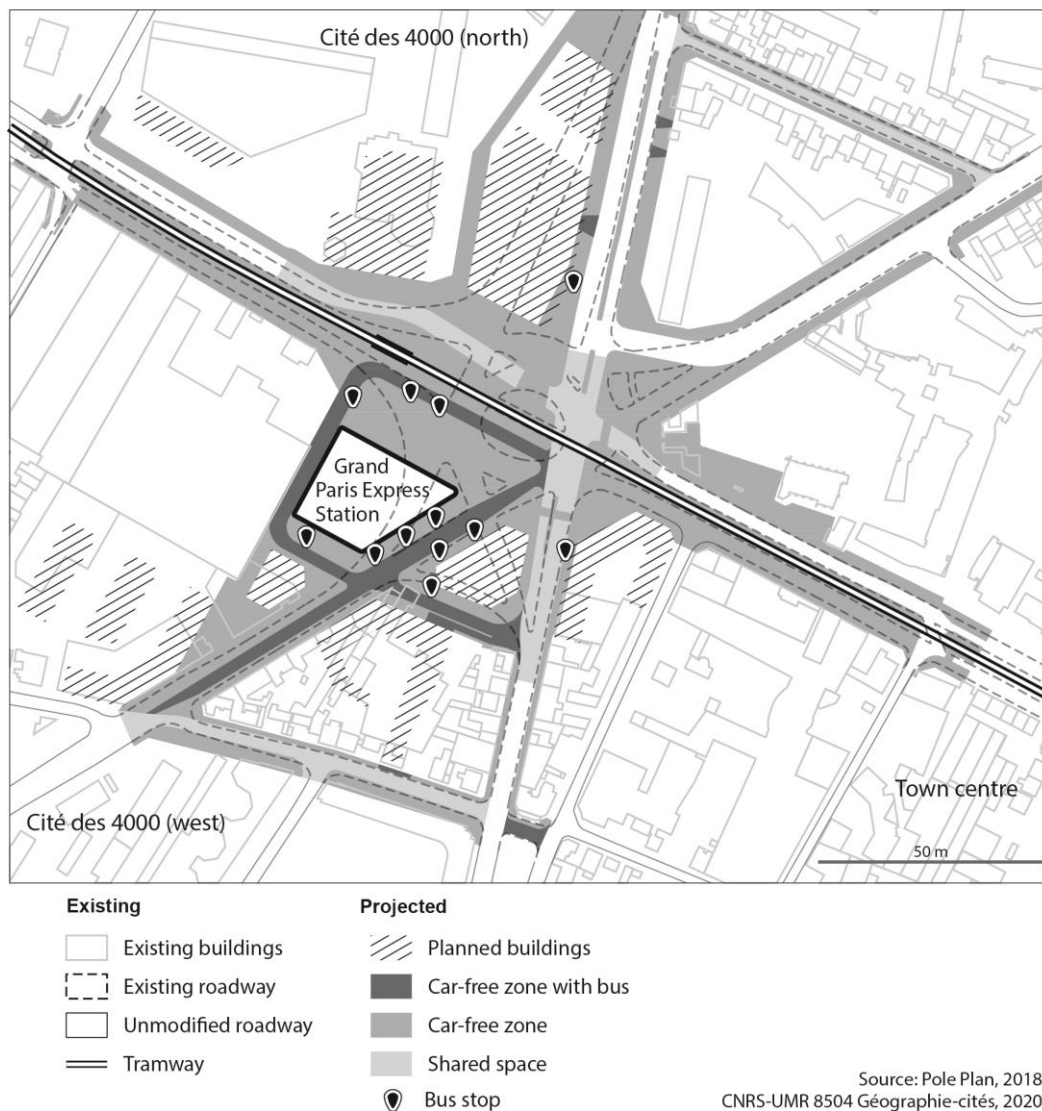 Cité des 4000 (north)
Grand
Paris Express
Station
Town centre
Cité des 4000 (west)
50 m
Existing
Existing buildings
Existing roadway
Unmodified roadway
Tramway
Projected
Planned buildings
Car-free zone with bus
Car-free zone
Shared space
Bus stop
Source: Pole Plan, 2018
CNRS-UMR 8504 Géographie-cités, 2020